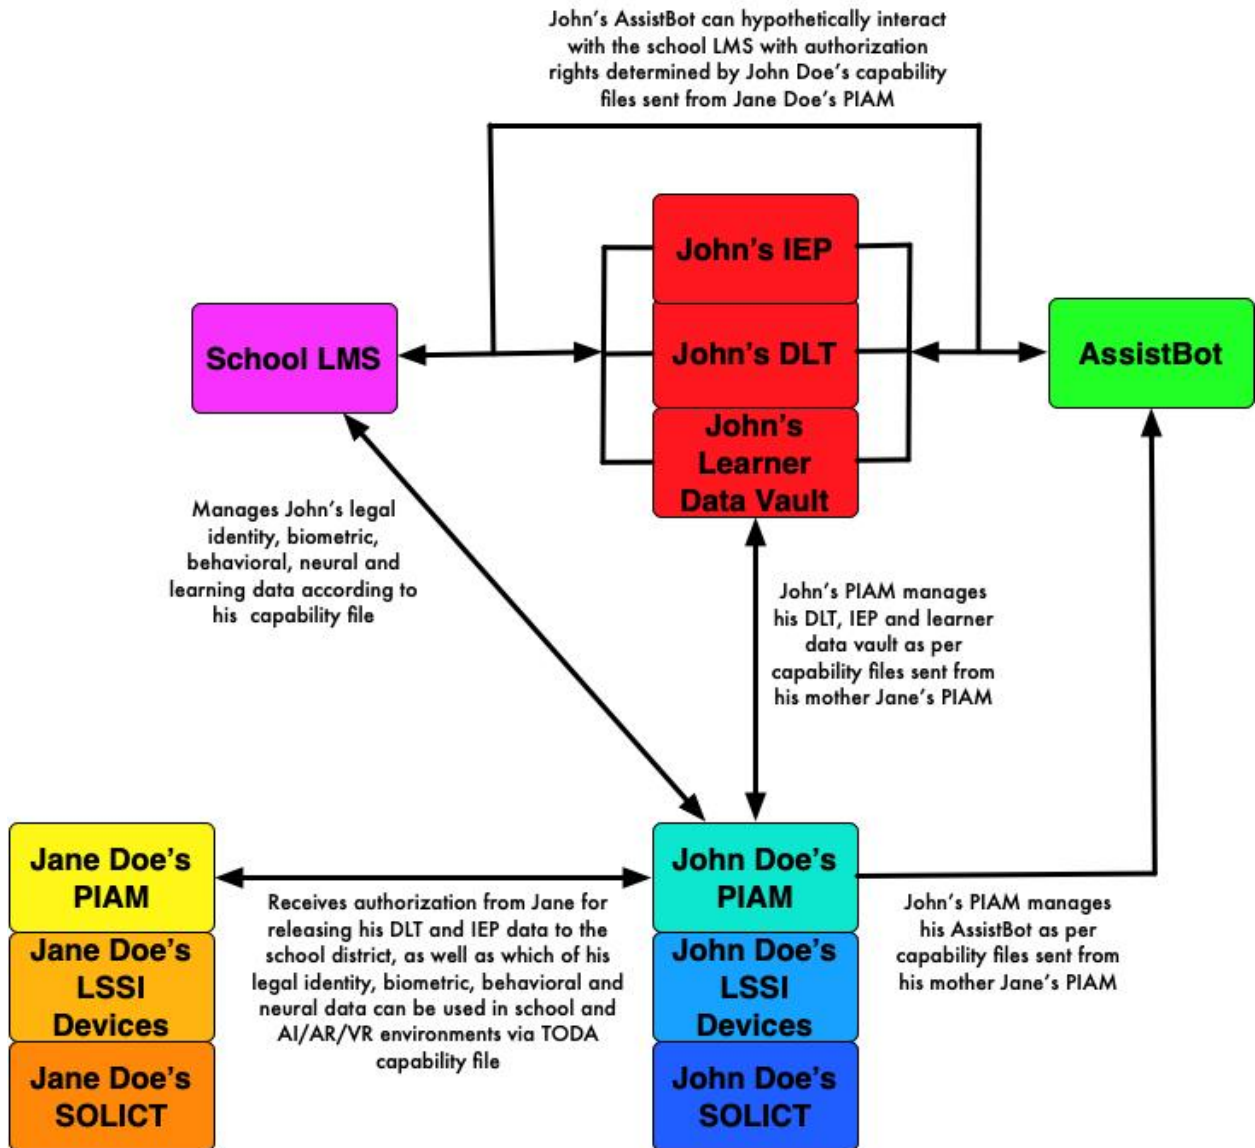 John’s AssistBot can hypothetically interact
with the school LMS with authorization
rights determined by John Doe’s capability
files sent from Jane Doe’s PIAM
John’s IEP
School LMS
John’s DLT
AssistBot
John’s
Learner
Data Vault
Manages John’s legal
identity, biometric,
behavioral, neural and
learning data according to
his capability file
John’s PIAM manages
his DLT, IEP and learner
data vault as per
capability files sent from
his mother Jane’s PIAM
Jane Doe’s
PIAM
Jane Doe’s
LSSI
Devices
Jane Doe’s
SOLICT
Receives authorization from Jane for
releasing his DLT and IEP data to the
school district, as well as which of his
legal identity, biometric, behavioral and
neural data can be used in school and
AI/AR/VR environments via TODA
capability file
John Doe’s
PIAM
John Doe’s
LSSI
Devices
John Doe’s
SOLICT
John’s PIAM manages
his AssistBot as per
capability files sent from
his mother Jane’s PIAM